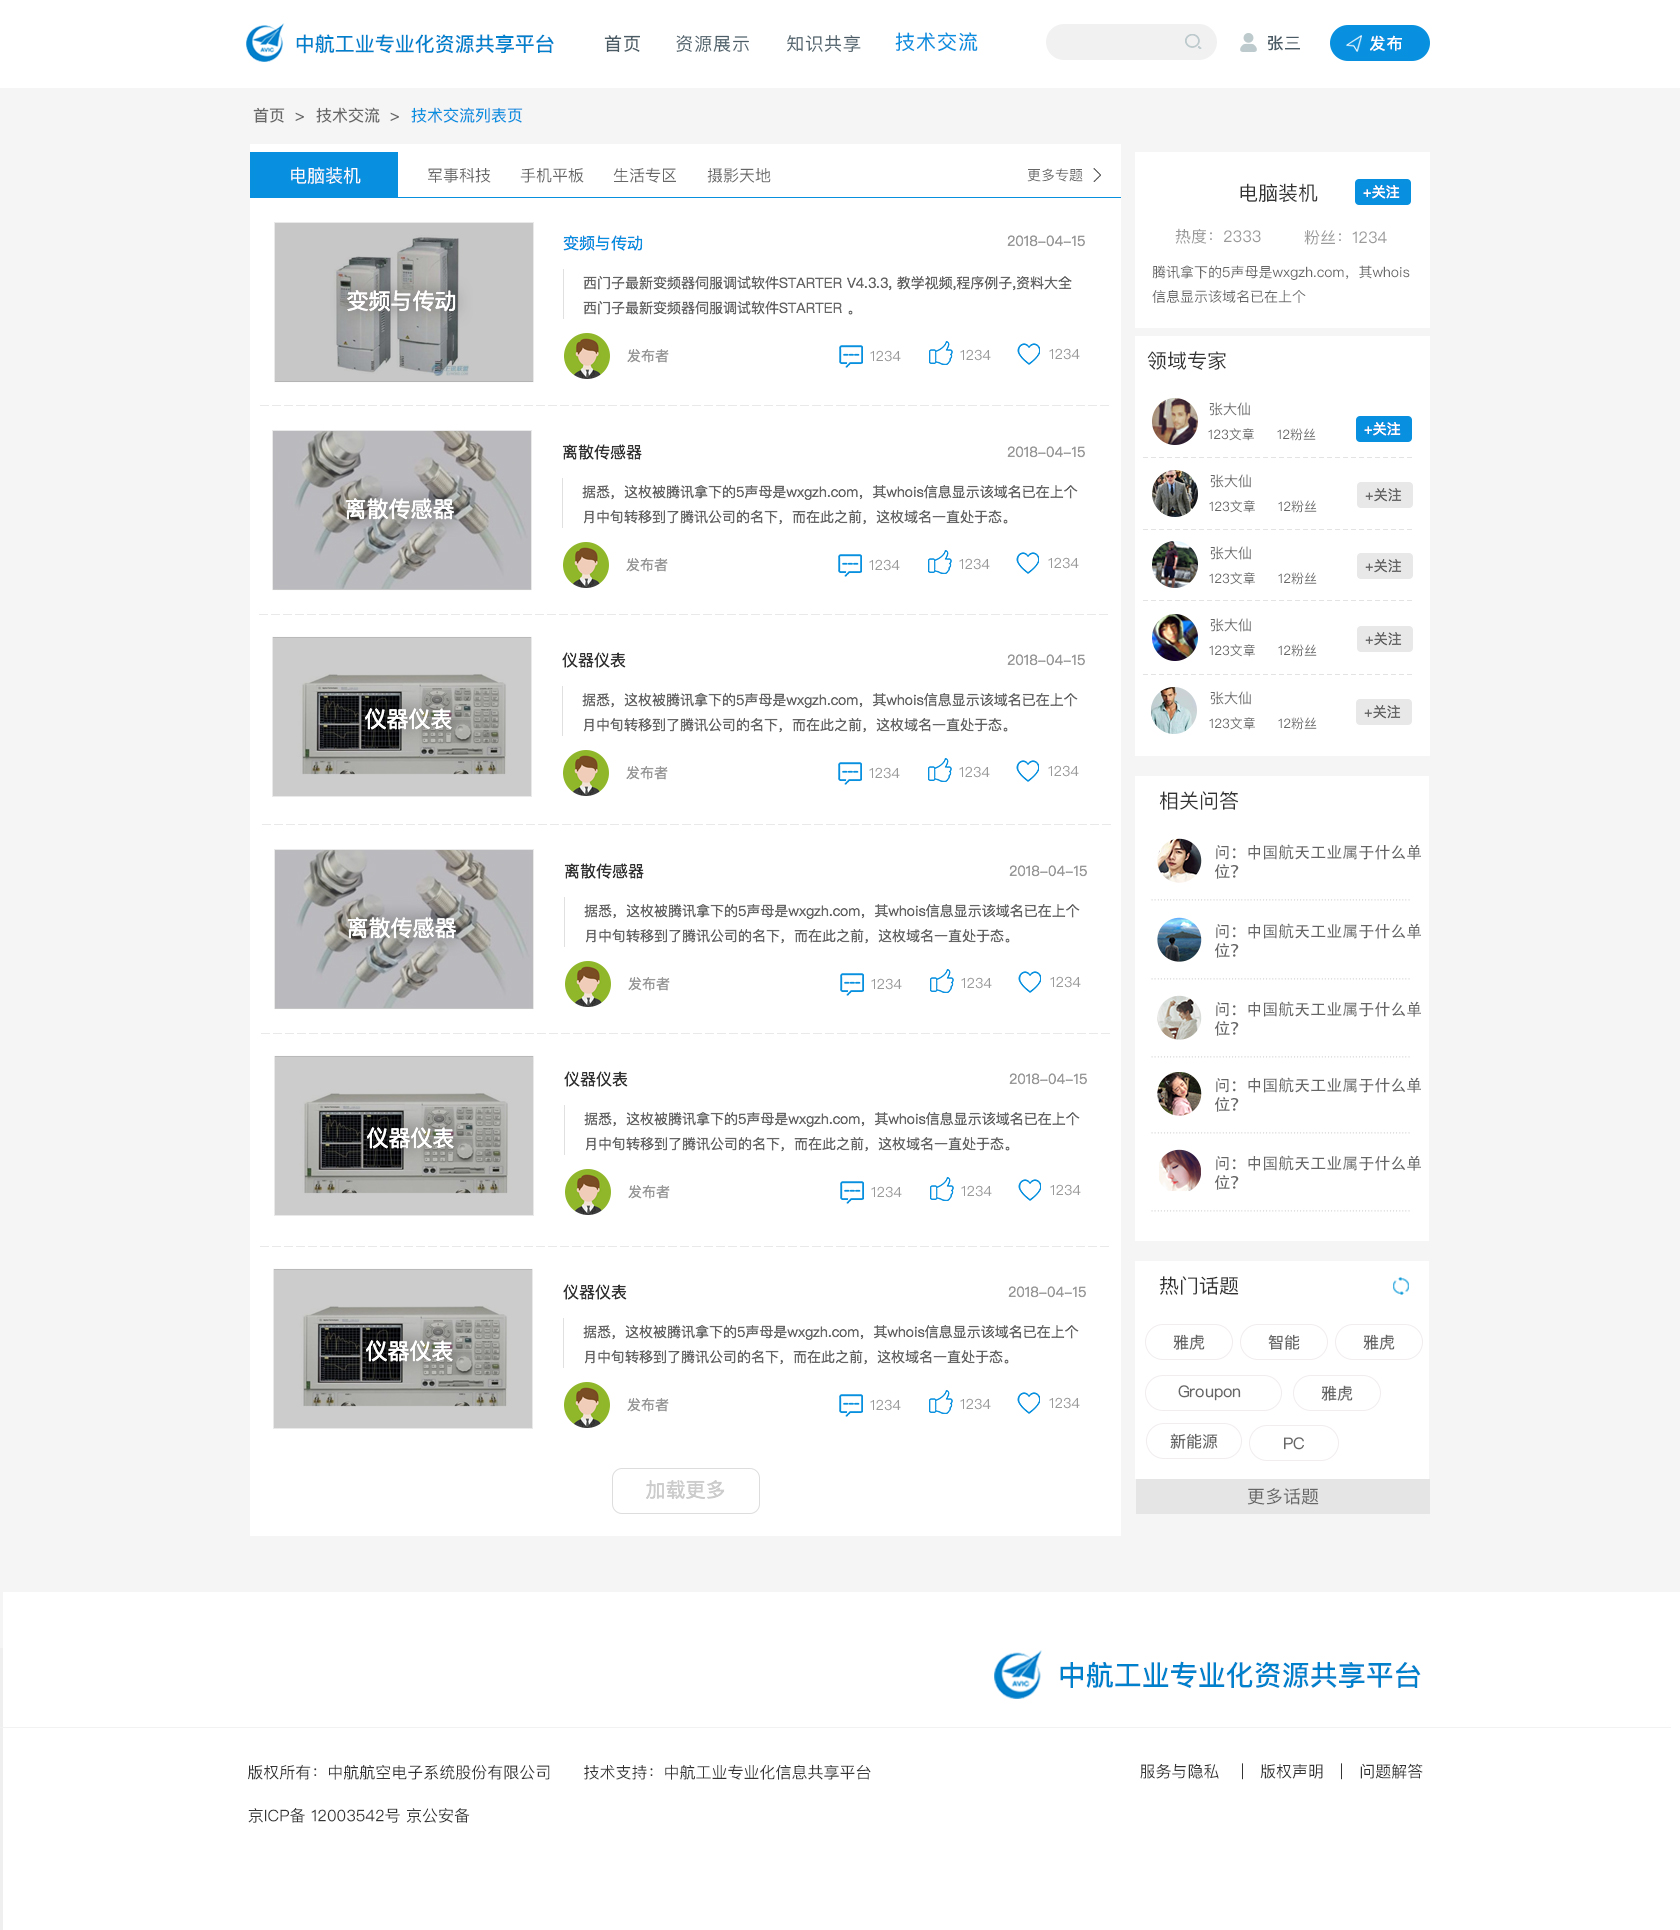 AVIC
中航工业专业化资源共享平台
首页
资源展示
知识共享
技术交流
张三
发布
首页 > 技术交流 > 技术交流列表页
电脑装机
军事科技
手机平板
生活专区
摄影天地
更多专题
变频与传动
变频与传动
2018-04-15
西门子最新变频器伺服调试软件STARTER V4.3.3, 教学视频,程序例子,资料大全
西门子最新变频器伺服调试软件STARTER 。
发布者
1234
1234
1234
离散传感器
离散传感器
2018-04-15
据悉，这枚被腾讯拿下的5声母是wxgzh.com，其whois信息显示该域名已在上个
月中旬转移到了腾讯公司的名下，而在此之前，这枚域名一直处于态。
发布者
1234
1234
1234
仪器仪表
仪器仪表
2018-04-15
据悉，这枚被腾讯拿下的5声母是wxgzh.com，其whois信息显示该域名已在上个
月中旬转移到了腾讯公司的名下，而在此之前，这枚域名一直处于态。
发布者
1234
1234
1234
离散传感器
离散传感器
2018-04-15
据悉，这枚被腾讯拿下的5声母是wxgzh.com，其whois信息显示该域名已在上个
月中旬转移到了腾讯公司的名下，而在此之前，这枚域名一直处于态。
发布者
1234
1234
1234
仪器仪表
仪器仪表
2018-04-15
据悉，这枚被腾讯拿下的5声母是wxgzh.com，其whois信息显示该域名已在上个
月中旬转移到了腾讯公司的名下，而在此之前，这枚域名一直处于态。
发布者
1234
1234
1234
仪器仪表
仪器仪表
2018-04-15
据悉，这枚被腾讯拿下的5声母是wxgzh.com，其whois信息显示该域名已在上个
月中旬转移到了腾讯公司的名下，而在此之前，这枚域名一直处于态。
发布者
1234
1234
1234
加载更多
电脑装机
+关注
热度：2333
粉丝：1234
腾讯拿下的5声母是wxgzh.com，其whois
信息显示该域名已在上个
领域专家
张大仙
123文章 12粉丝
+关注
张大仙
123文章 12粉丝
+关注
张大仙
123文章 12粉丝
+关注
张大仙
123文章 12粉丝
+关注
张大仙
123文章 12粉丝
+关注
相关问答
问：中国航天工业属于什么单
位?
问：中国航天工业属于什么单
位?
问：中国航天工业属于什么单
位?
问：中国航天工业属于什么单
位?
问：中国航天工业属于什么单
位?
热门话题
雅虎
智能
雅虎
Groupon
雅虎
新能源
PC
更多话题
AVIC
中航工业专业化资源共享平台
版权所有：中航航空电子系统股份有限公司 技术支持：中航工业专业化信息共享平台
服务与隐私 | 版权声明 | 问题解答
京ICP备 12003542号 京公安备